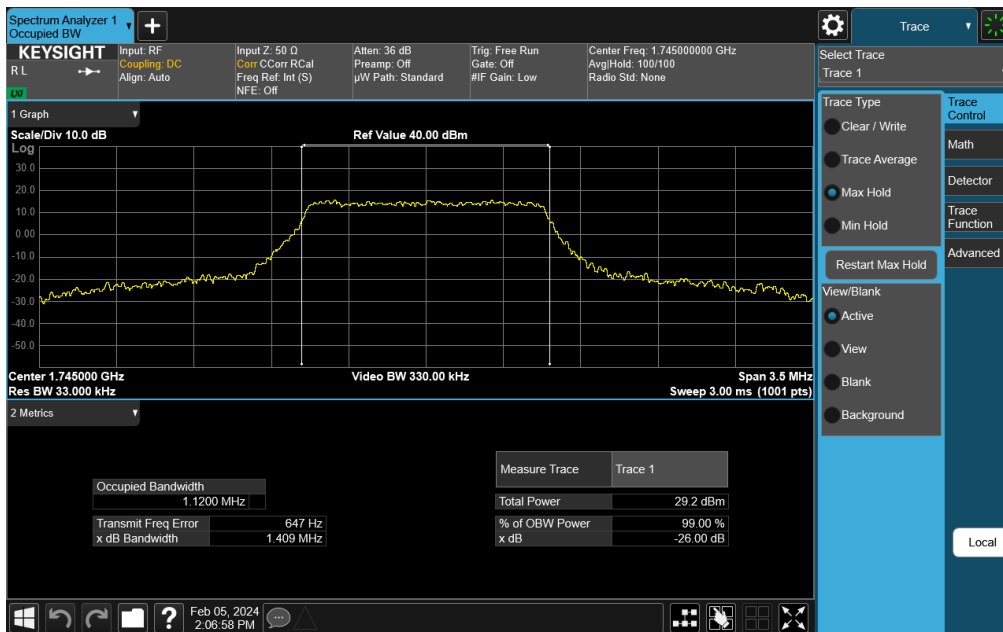 Spectrum Analyzer 1
Occupied BW
Trace
KEYSIGHT
R L
LXI
Input: RF
Coupling: DC
Align: Auto
Input Z: 50 Ω
Corr CCorr RCal
Freq Ref: Int (S)
NFE: Off
Atten: 36 dB
Preamp: Off
µW Path: Standard
Trig: Free Run
Gate: Off
#IF Gain: Low
Center Freq: 1.745000000 GHz
Avg|Hold: 100/100
Radio Std: None
Select Trace
Trace 1
1 Graph
Scale/Div 10.0 dB
Ref Value 40.00 dBm
Log
30.0
20.0
10.0
0.00
-10.0
-20.0
-30.0
-40.0
-50.0
Center 1.745000 GHz
Video BW 330.00 kHz
Span 3.5 MHz
Res BW 33.000 kHz
Sweep 3.00 ms (1001 pts)
Trace Type
Clear / Write
Trace Average
Max Hold
Min Hold
Restart Max Hold
View/Blank
Active
View
Blank
Background
Trace
Control
Math
Detector
Trace
Function
Advanced
2 Metrics
Measure Trace
Trace 1
Occupied Bandwidth
1.1200 MHz
Total Power
29.2 dBm
Transmit Freq Error
647 Hz
% of OBW Power
99.00 %
x dB Bandwidth
1.409 MHz
x dB
-26.00 dB
Local
?
Feb 05, 2024
2:06:58 PM